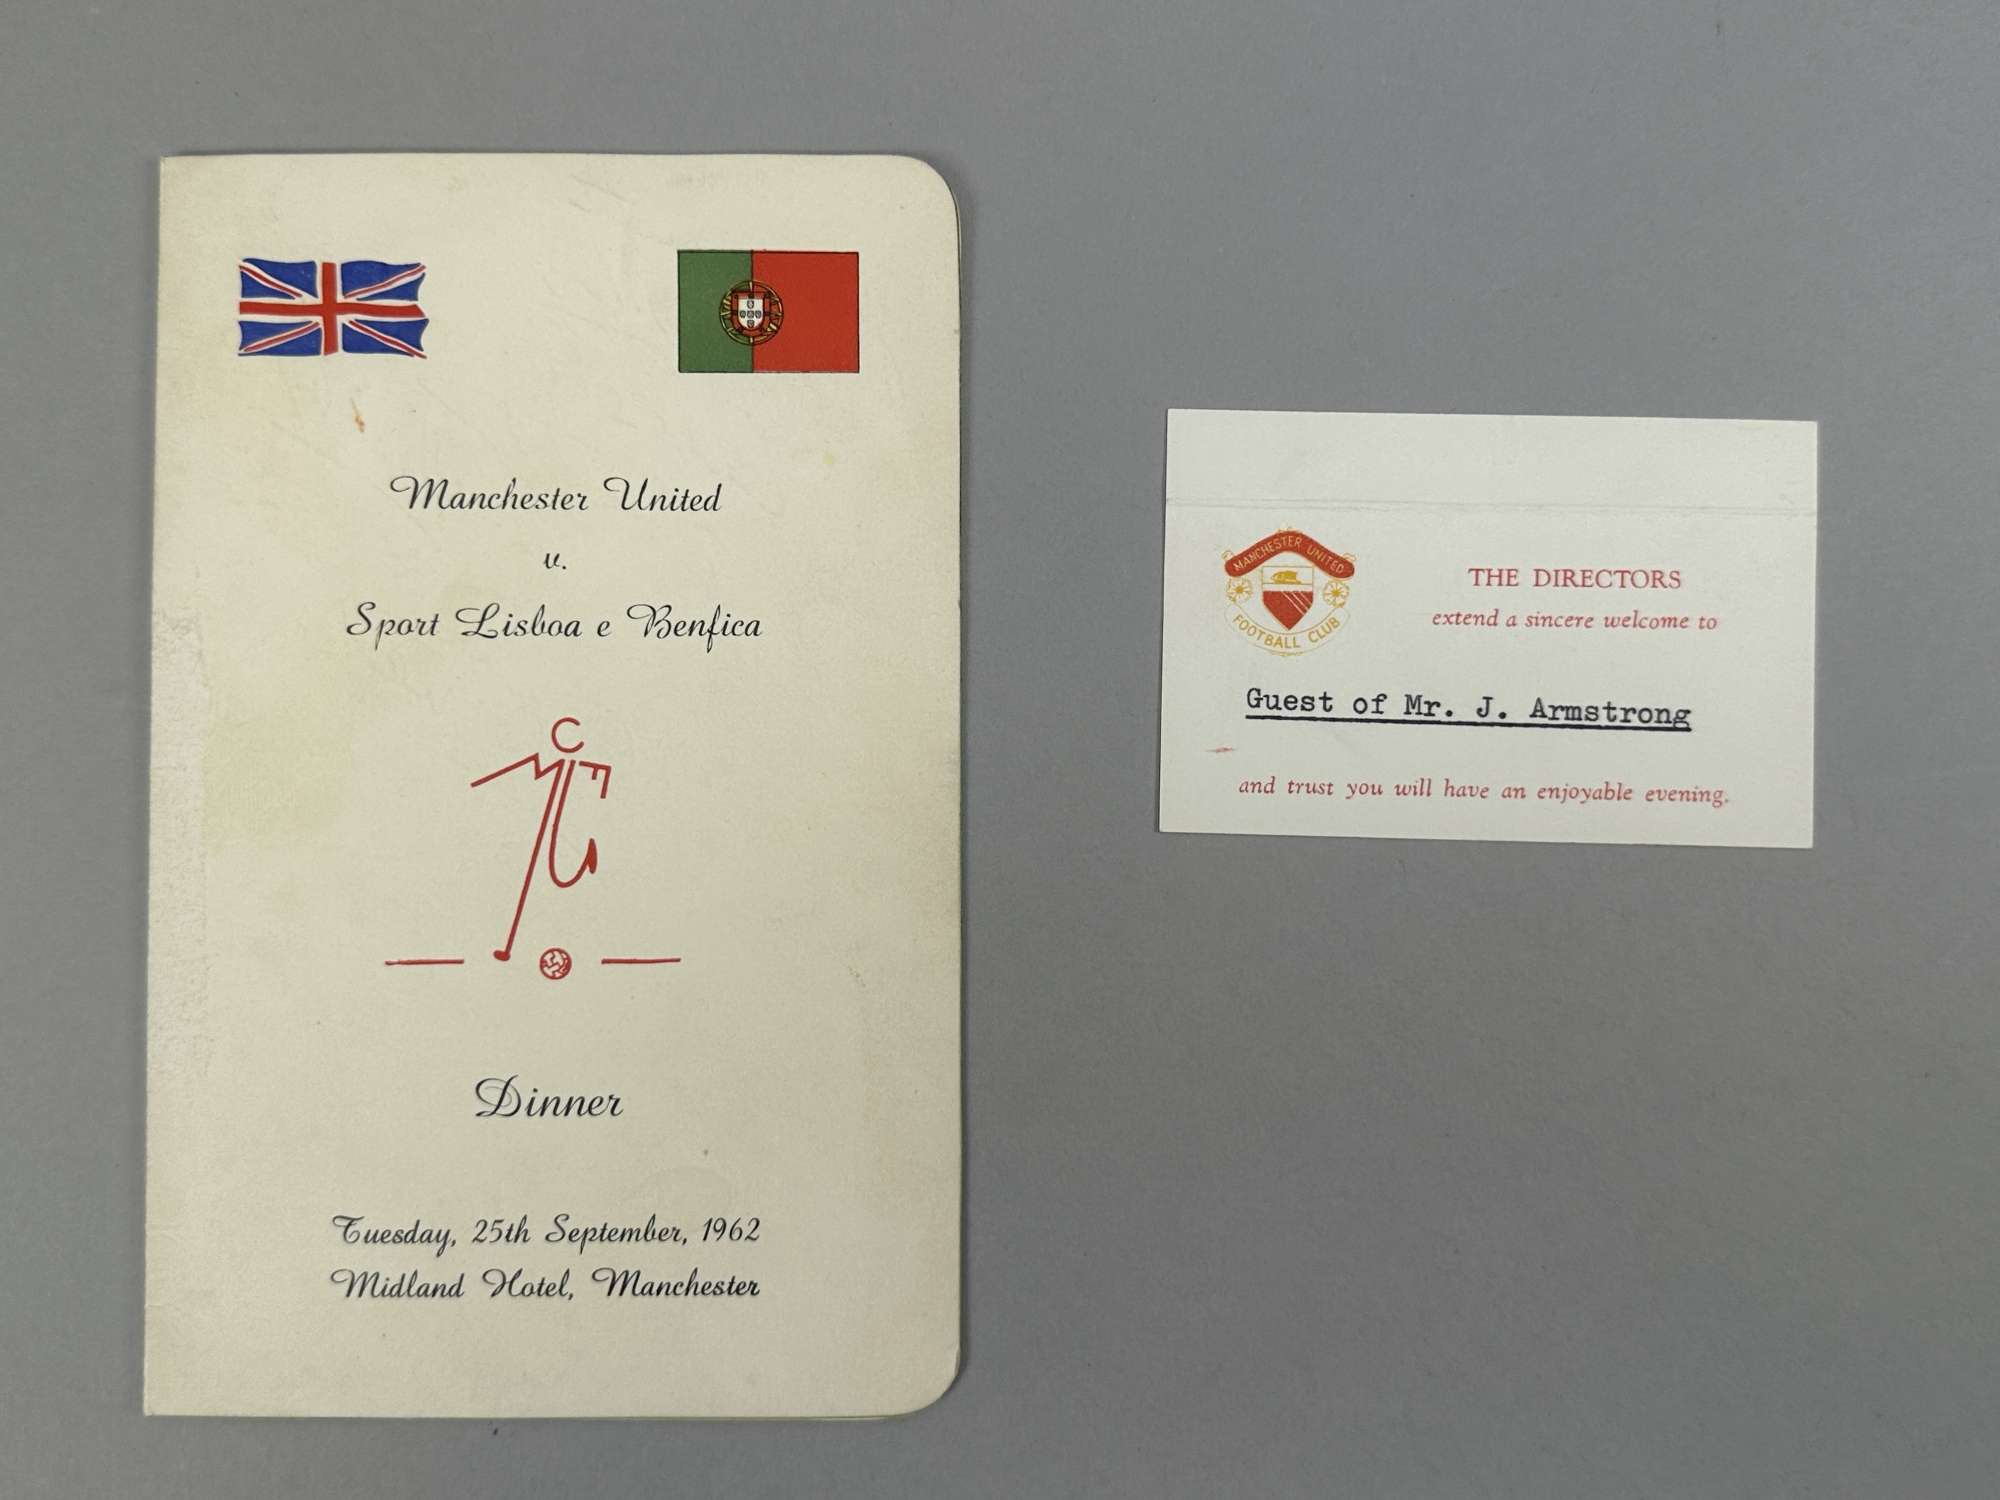 Manchester United
v.
Sport Lisboa e Benfica
MCFU
Dinner
Tuesday, 25th September, 1962
Midland Hotel, Manchester
MANCHESTER UNITED
FOOTBALL CLUB
THE DIRECTORS
extend a sincere welcome to
Guest of Mr. J. Armstrong
and trust you will have an enjoyable evening.